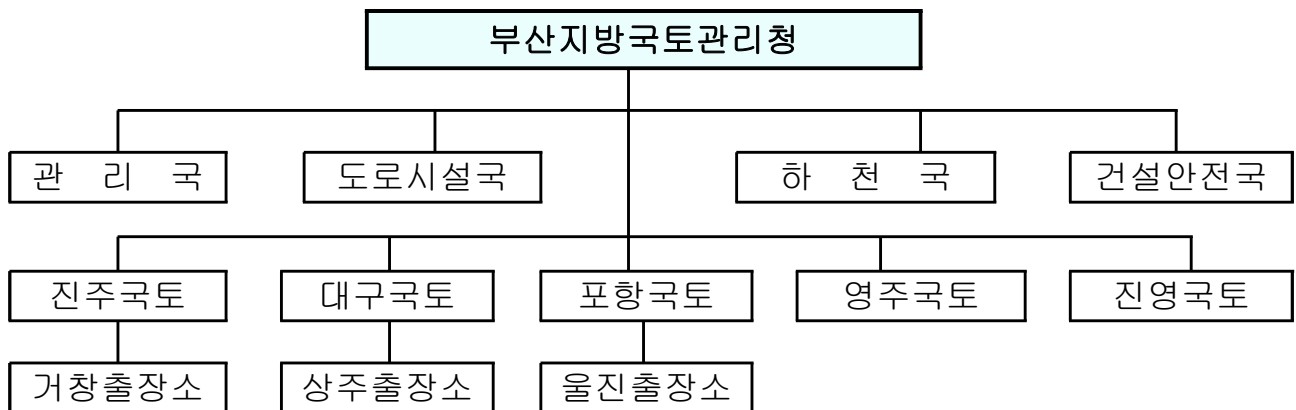 부산지방국토관리청
관 리 국 도로시설국 하 천 국 건설안전국
진주국토 대구국토 포항국토 영주국토 진영국토
거창출장소 상주출장소 울진출장소